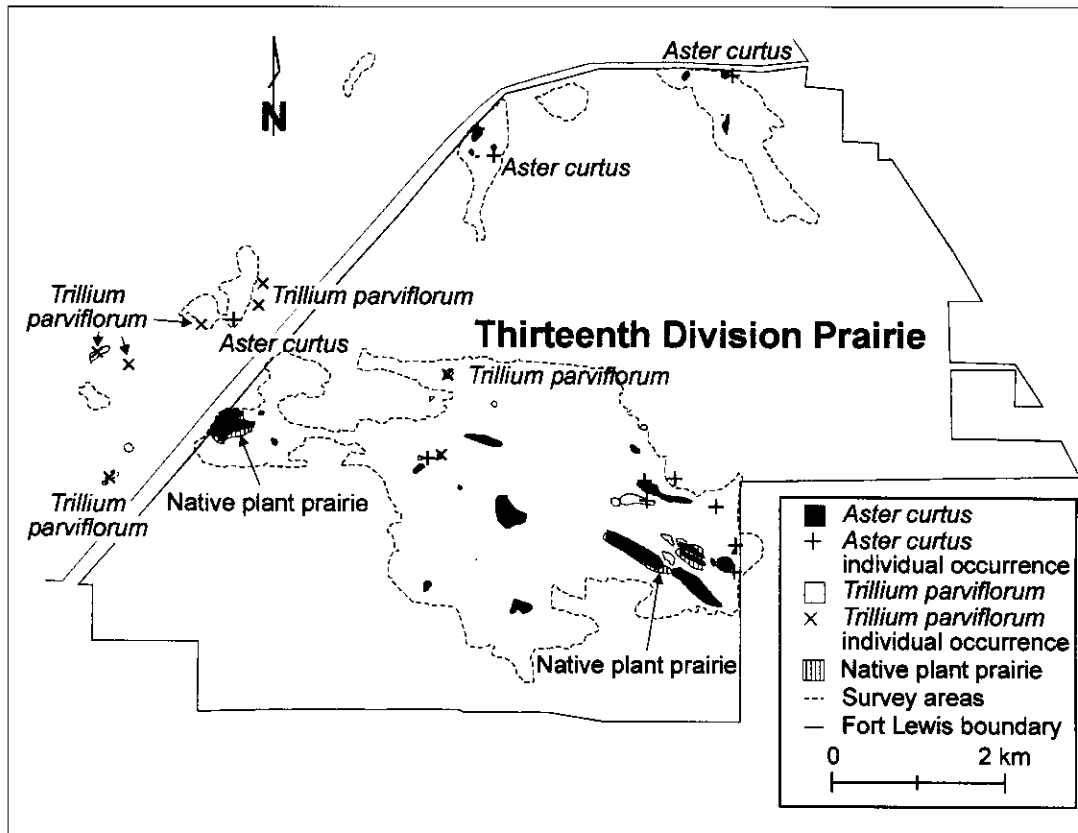 Aster curtus
N
Aster curtus
Trillium
parviflorum
Trillium parviflorum
Aster curtus
Thirteenth Division Prairie
Trillium parviflorum
Native plant prairie
Trillium
parviflorum
Native plant prairie
Aster curtus
Aster curtus
individual occurrence
Trillium parviflorum
Trillium parviflorum
individual occurrence
Native plant prairie
Survey areas
Fort Lewis boundary
0 2 km